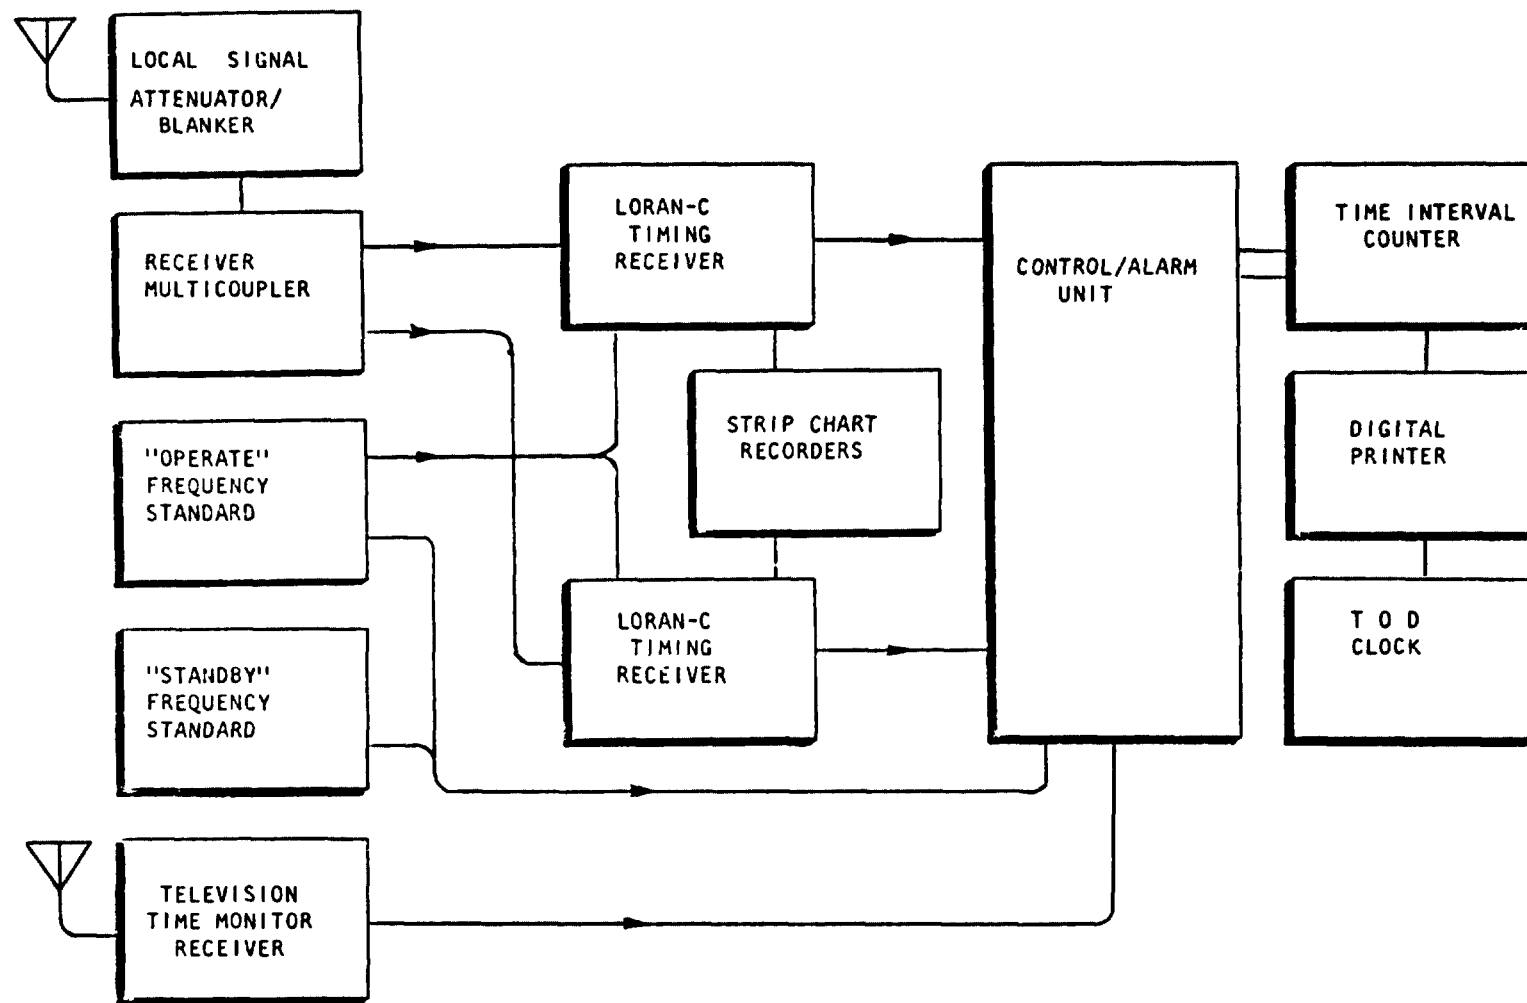 LOCAL SIGNAL
ATTENUATOR/
BLANKER
RECEIVER
MULTICOUPLER
"OPERATE"
FREQUENCY
STANDARD
"STANDBY"
FREQUENCY
STANDARD
TELEVISION
TIME MONITOR
RECEIVER
LORAN-C
TIMING
RECEIVER
STRIP CHART
RECORDERS
LORAN-C
TIMING
RECEIVER
CONTROL/ALARM
UNIT
TIME INTERVAL
COUNTER
DIGITAL
PRINTER
T O D
CLOCK